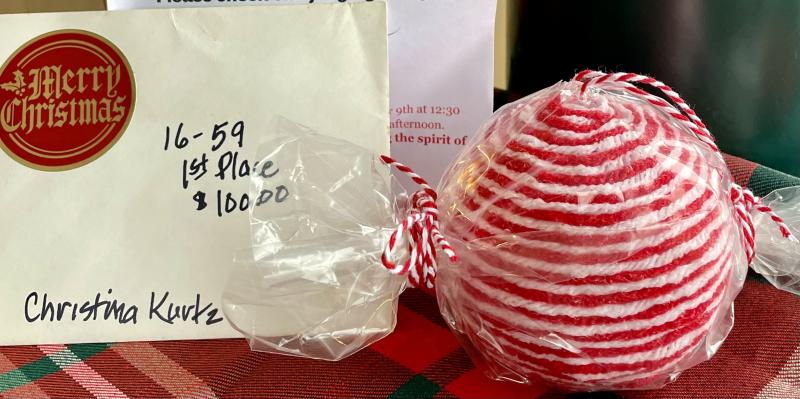 Merry
Christmas
16-59
1st Place
$100.00
Christina Kurtz
9th at 12:30
afternoon.
the spirit of